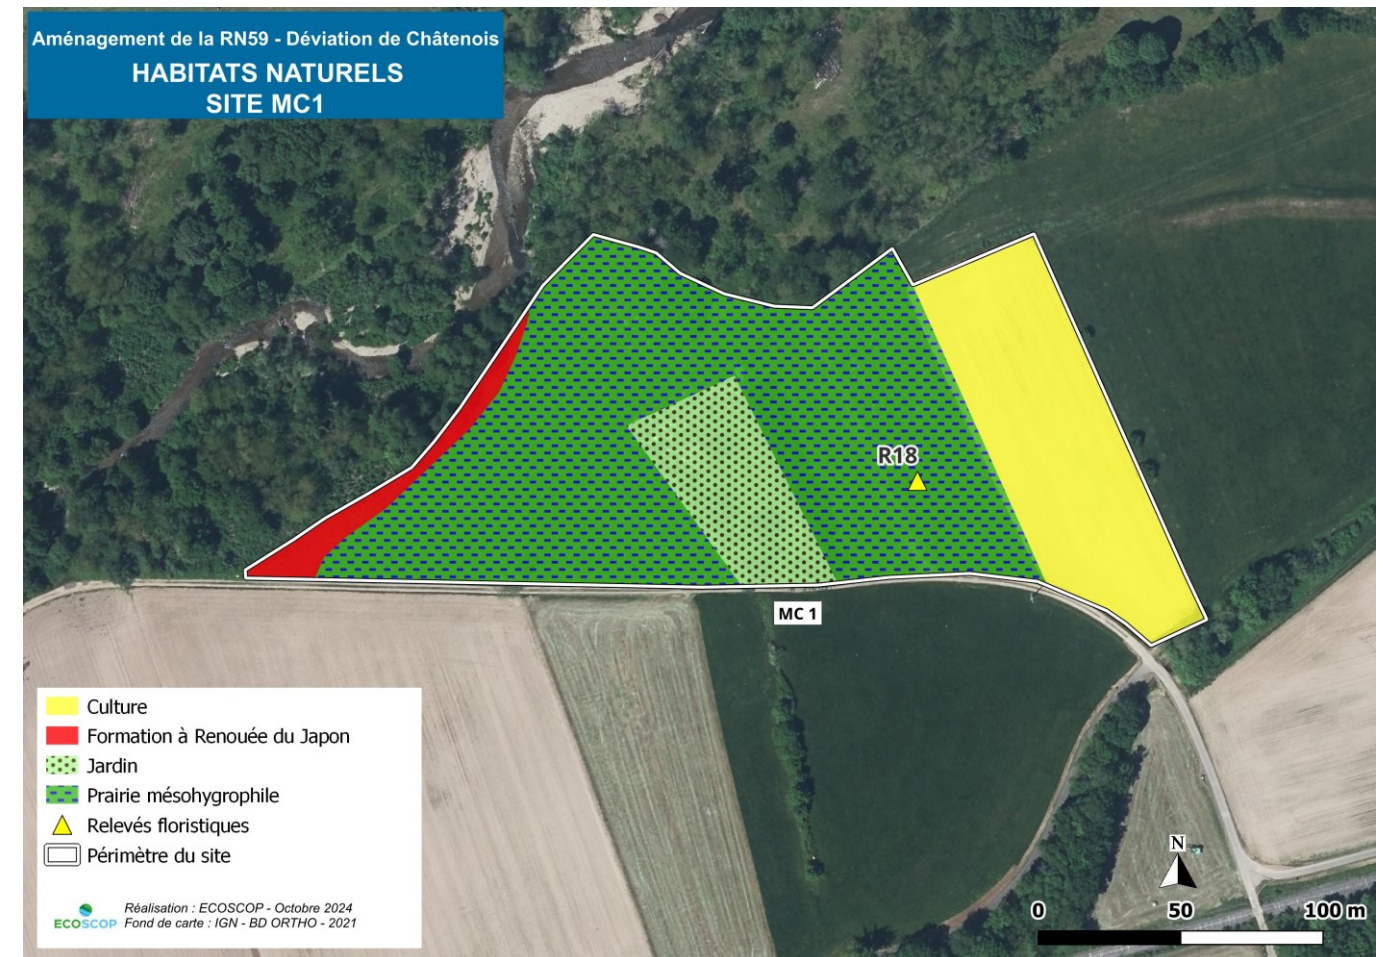 Aménagement de la RN59 - Déviation de Châtenois
HABITATS NATURELS
SITE MC1
R18
MC 1
Culture
Formation à Renouée du Japon
Jardin
Prairie mésohygrophile
Relevés floristiques
Périmètre du site
ECOSCOP
Réalisation : ECOSCOP - Octobre 2024
Fond de carte : IGN - BD ORTHO - 2021
N
0 50 100 m